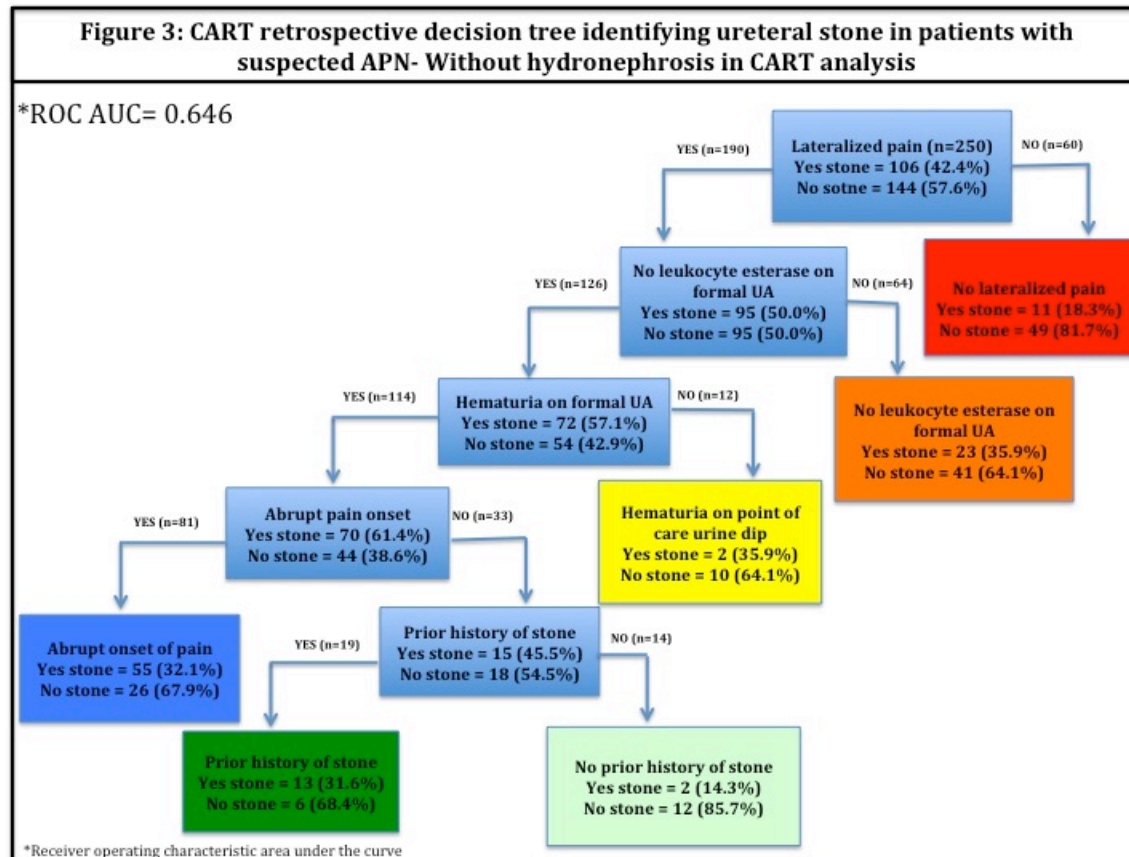 Figure 3: CART retrospective decision tree identifying ureteral stone in patients with
suspected APN- Without hydronephrosis in CART analysis
*ROC AUC= 0.646
YES (n=190)
Lateralized pain (n=250)
Yes stone = 106 (42.4%)
No sotne = 144 (57.6%)
NO (n=60)
YES (n=126)
No leukocyte esterase on
formal UA
Yes stone = 95 (50.0%)
No stone = 95 (50.0%)
NO (n=64)
No lateralized pain
Yes stone = 11 (18.3%)
No stone = 49 (81.7%)
YES (n=114)
Hematuria on formal UA
Yes stone = 72 (57.1%)
No stone = 54 (42.9%)
NO (n=12)
No leukocyte esterase on
formal UA
Yes stone = 23 (35.9%)
No stone = 41 (64.1%)
YES (n=81)
Abrupt pain onset
Yes stone = 70 (61.4%)
No stone = 44 (38.6%)
NO (n=33)
Hematuria on point of
care urine dip
Yes stone = 2 (35.9%)
No stone = 10 (64.1%)
Abrupt onset of pain
Yes stone = 55 (32.1%)
No stone = 26 (67.9%)
YES (n=19)
Prior history of stone
Yes stone = 15 (45.5%)
No stone = 18 (54.5%)
NO (n=14)
Prior history of stone
Yes stone = 13 (31.6%)
No stone = 6 (68.4%)
No prior history of stone
Yes stone = 2 (14.3%)
No stone = 12 (85.7%)
*Receiver operating characteristic area under the curve